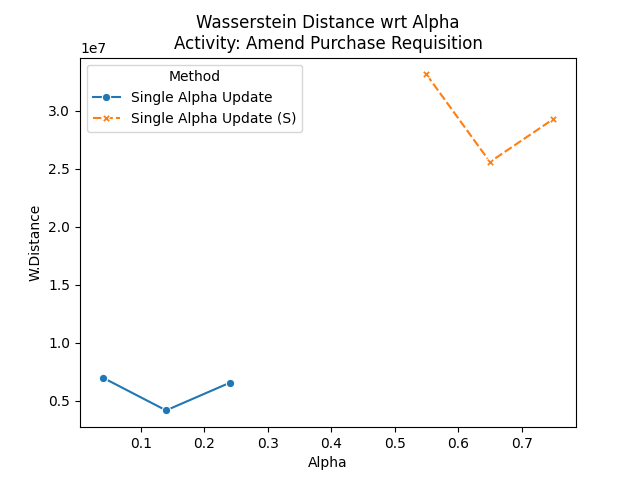 Wasserstein Distance wrt Alpha
Activity: Amend Purchase Requisition
1e7
Method
Single Alpha Update
Single Alpha Update (S)
3.0
2.5
2.0
1.5
1.0
0.5
W.Distance
0.1 0.2 0.3 0.4 0.5 0.6 0.7
Alpha